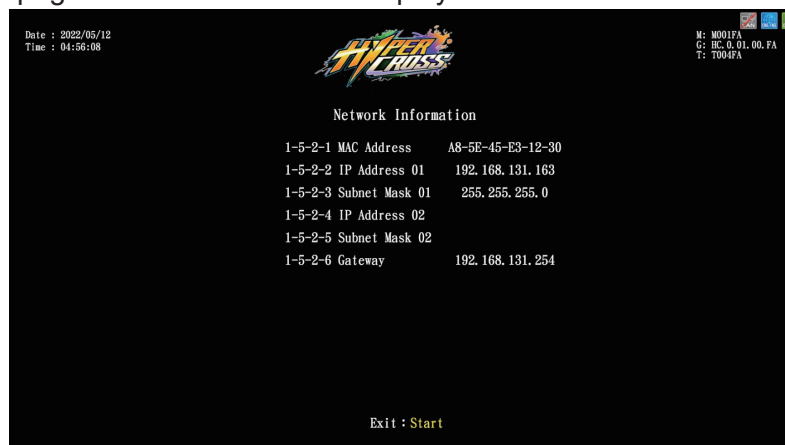 Date : 2022/05/12
Time : 04:56:08
HYPER
CROSS
LAN ONLINE
M: M001FA
G: HC.0.01.00.FA
T: T004FA
Network Information
1-5-2-1 MAC Address A8-5E-45-E3-12-30
1-5-2-2 IP Address 01 192.168.131.163
1-5-2-3 Subnet Mask 01 255.255.255.0
1-5-2-4 IP Address 02
1-5-2-5 Subnet Mask 02
1-5-2-6 Gateway 192.168.131.254
Exit：Start